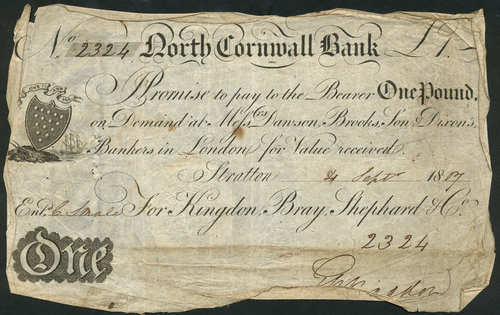 No. 2324 North Cornwall Bank £1-
I Promise to pay to the Bearer One Pound,
on Demand at Messrs Dawson, Brooks, Son & Dixon's,
Bankers in London for Value received.
Stratton 4 Septr 1807
Entd. For Kingdon, Bray, Shephard & Co.
2324
One